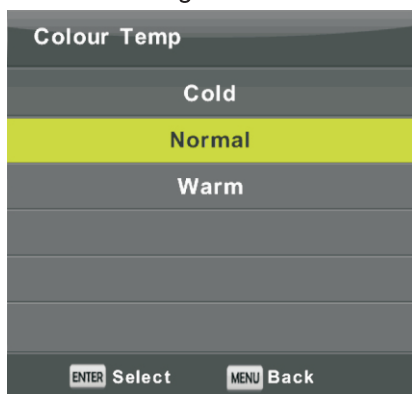 Colour Temp
Cold
Normal
Warm
ENTER Select MENU Back